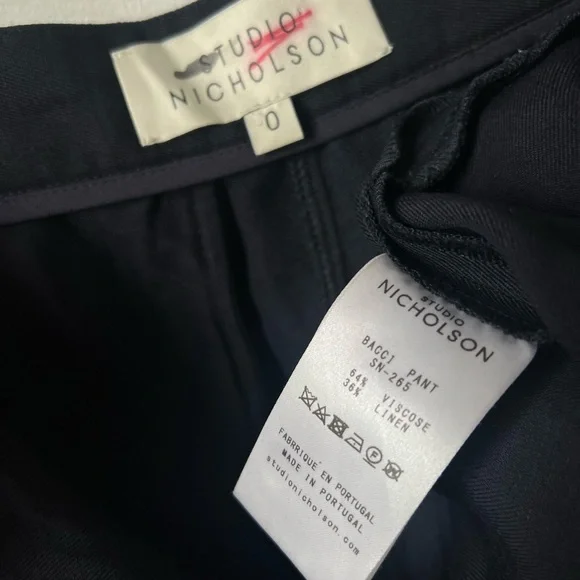 STUDIO
NICHOLSON
0
STUDIO
NICHOLSON
BACCI PANT
SN-265
64% VISCOSE
36% LINEN
FABRRIQUÉ EN PORTUGAL
MADE IN PORTUGAL
studionicholson.com